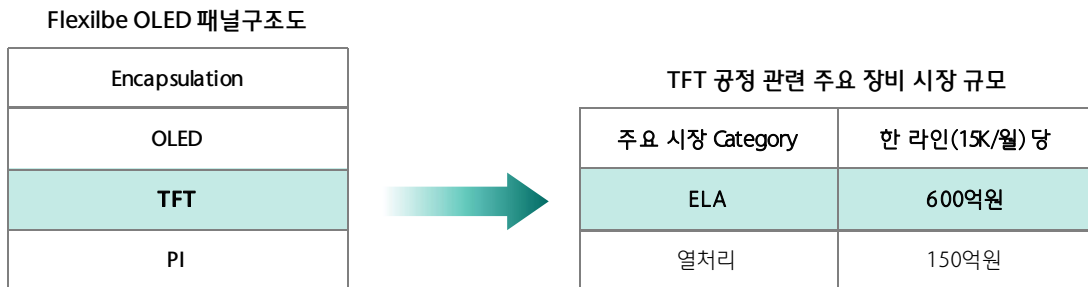 Flexilbe OLED 패널구조도
Encapsulation
OLED
TFT
PI
TFT 공정 관련 주요 장비 시장 규모
주요 시장 Category 한 라인(15K/월) 당
ELA 600억원
열처리 150억원